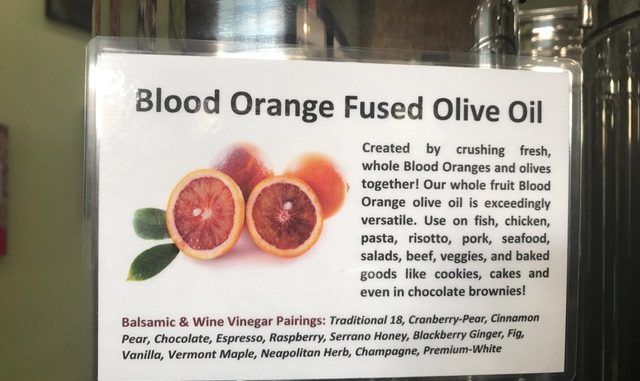 Blood Orange Fused Olive Oil
Created by crushing fresh,
whole Blood Oranges and olives
together! Our whole fruit Blood
Orange olive oil is exceedingly
versatile. Use on fish, chicken,
pasta, risotto, pork, seafood,
salads, beef, veggies, and baked
goods like cookies, cakes and
even in chocolate brownies!
Balsamic & Wine Vinegar Pairings: Traditional 18, Cranberry-Pear, Cinnamon
Pear, Chocolate, Espresso, Raspberry, Serrano Honey, Blackberry Ginger, Fig,
Vanilla, Vermont Maple, Neapolitan Herb, Champagne, Premium-White